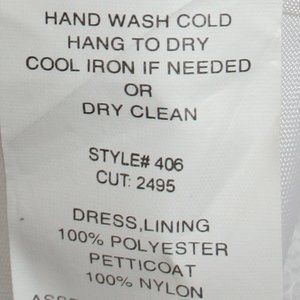 HAND WASH COLD
HANG TO DRY
COOL IRON IF NEEDED
OR
DRY CLEAN
STYLE# 406
CUT: 2495
DRESS,LINING
100% POLYESTER
PETTICOAT
100% NYLON